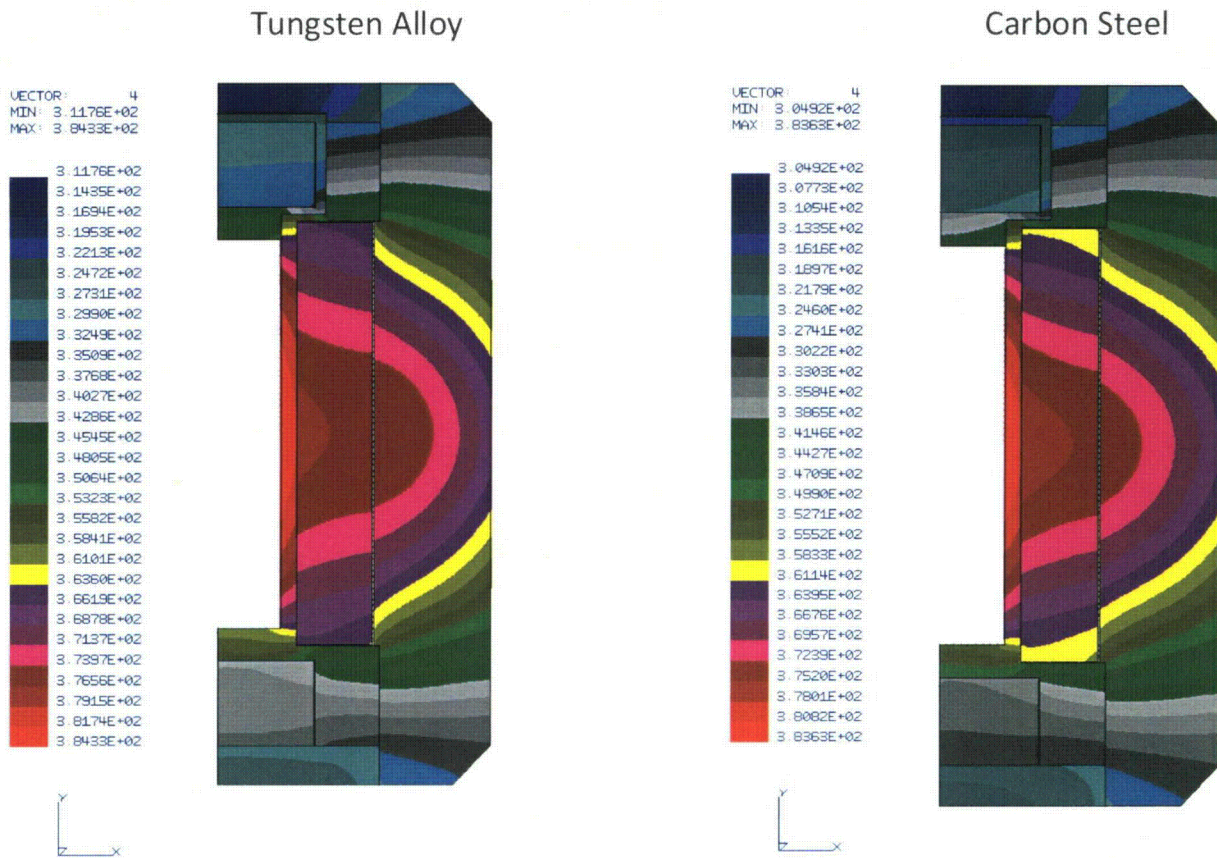 Tungsten Alloy
VECTOR: 4
MIN: 3.1176E+02
MAX: 3.8433E+02
3.1176E+02
3.1435E+02
3.1694E+02
3.1953E+02
3.2213E+02
3.2472E+02
3.2731E+02
3.2990E+02
3.3249E+02
3.3509E+02
3.3768E+02
3.4027E+02
3.4286E+02
3.4545E+02
3.4805E+02
3.5064E+02
3.5323E+02
3.5582E+02
3.5841E+02
3.6101E+02
3.6360E+02
3.6619E+02
3.6878E+02
3.7137E+02
3.7397E+02
3.7656E+02
3.7915E+02
3.8174E+02
3.8433E+02
Y
Z X
Carbon Steel
VECTOR: 4
MIN: 3.0492E+02
MAX: 3.8363E+02
3.0492E+02
3.0773E+02
3.1054E+02
3.1335E+02
3.1616E+02
3.1897E+02
3.2179E+02
3.2460E+02
3.2741E+02
3.3022E+02
3.3303E+02
3.3584E+02
3.3865E+02
3.4146E+02
3.4427E+02
3.4709E+02
3.4990E+02
3.5271E+02
3.5552E+02
3.5833E+02
3.6114E+02
3.6395E+02
3.6676E+02
3.6957E+02
3.7239E+02
3.7520E+02
3.7801E+02
3.8082E+02
3.8363E+02
Y
Z X